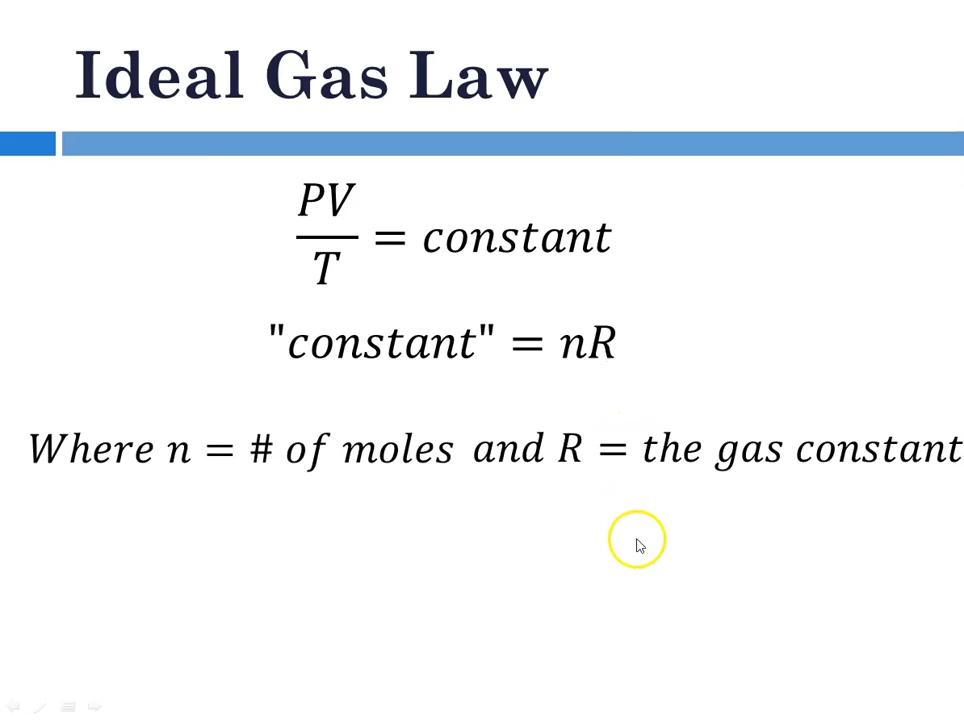 Ideal Gas Law
PV/T = constant
"constant" = nR
Where n = # of moles and R = the gas constant